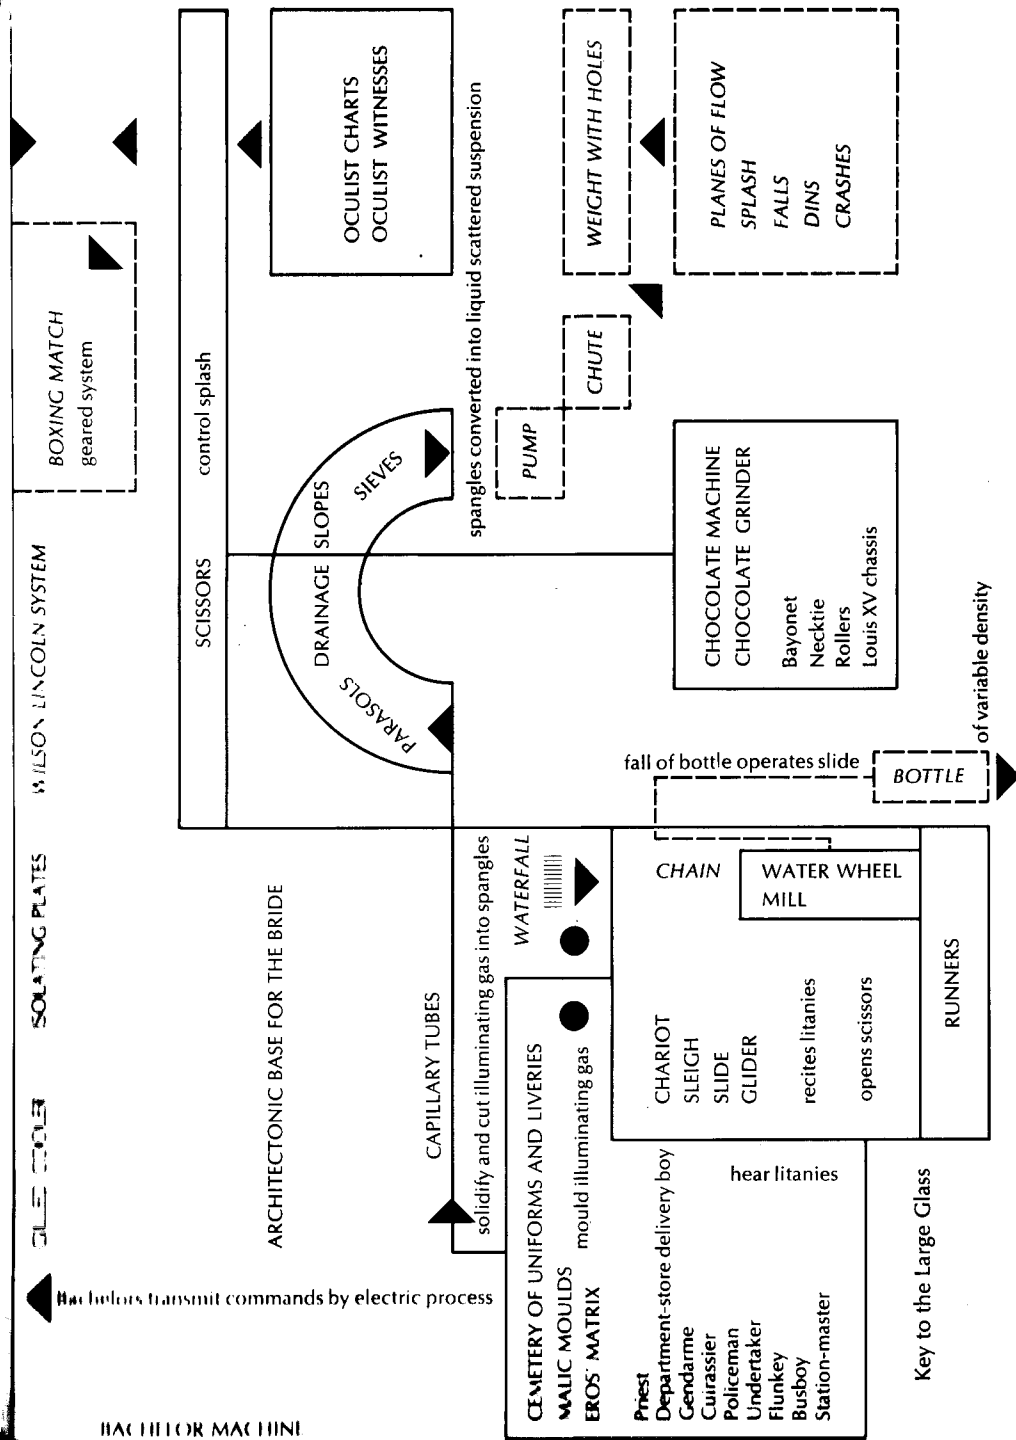 BACHELOR MACHINE
Bachelors transmit commands by electric process
ISOLATING PLATES
WILSON LINCOLN SYSTEM
BOXING MATCH
geared system
ARCHITECTONIC BASE FOR THE BRIDE
SCISSORS
control splash
CAPILLARY TUBES
solidify and cut illuminating gas into spangles
PARASOLS
DRAINAGE SLOPES
SIEVES
OCULIST CHARTS
OCULIST WITNESSES
spangles converted into liquid scattered suspension
PUMP
CHUTE
WEIGHT WITH HOLES
PLANES OF FLOW
SPLASH
FALLS
DINS
CRASHES
WATERFALL
CEMETERY OF UNIFORMS AND LIVERIES
MALIC MOULDS
mould illuminating gas
EROS' MATRIX
Priest
Department-store delivery boy
Gendarme
Cuirassier
Policeman
Undertaker
Flunkey
Busboy
Station-master
hear litanies
CHARIOT
SLEIGH
SLIDE
GLIDER
recites litanies
opens scissors
CHAIN
WATER WHEEL
MILL
RUNNERS
fall of bottle operates slide
BOTTLE
of variable density
CHOCOLATE MACHINE
CHOCOLATE GRINDER
Bayonet
Necktie
Rollers
Louis XV chassis
Key to the Large Glass